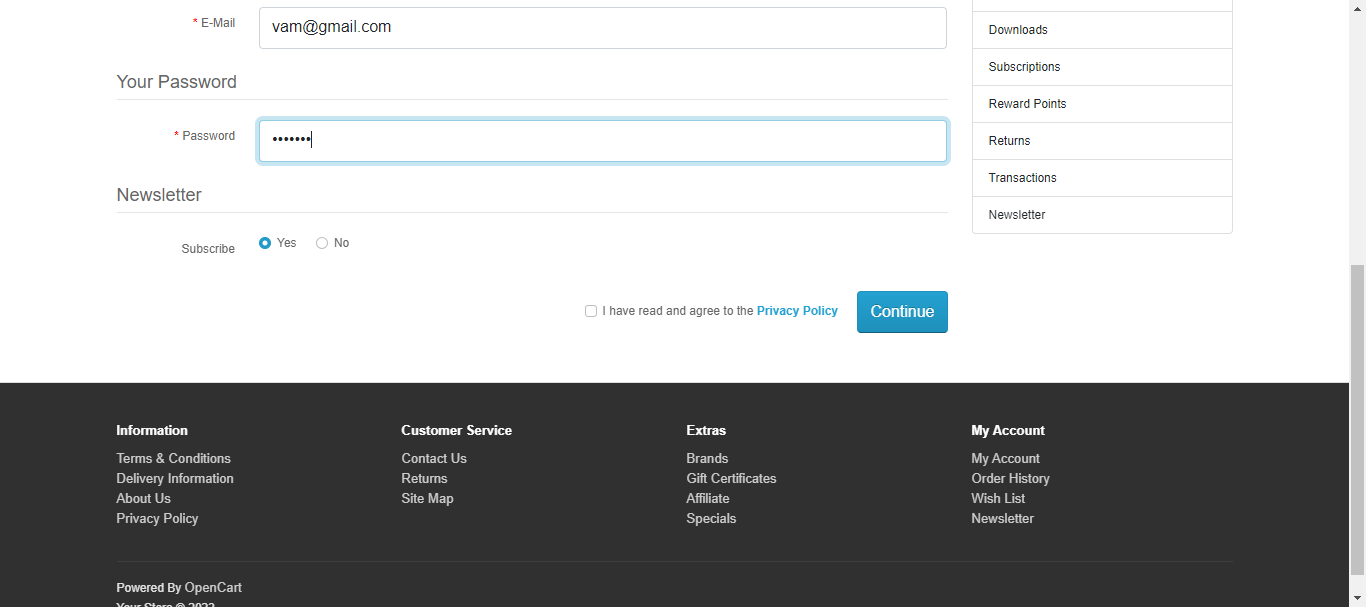 * E-Mail
vam@gmail.com
Your Password
* Password
•••••••
Newsletter
Subscribe
Yes
No
I have read and agree to the Privacy Policy
Continue
Downloads
Subscriptions
Reward Points
Returns
Transactions
Newsletter
Information
Terms & Conditions
Delivery Information
About Us
Privacy Policy
Customer Service
Contact Us
Returns
Site Map
Extras
Brands
Gift Certificates
Affiliate
Specials
My Account
My Account
Order History
Wish List
Newsletter
Powered By OpenCart
Your Store © 2022